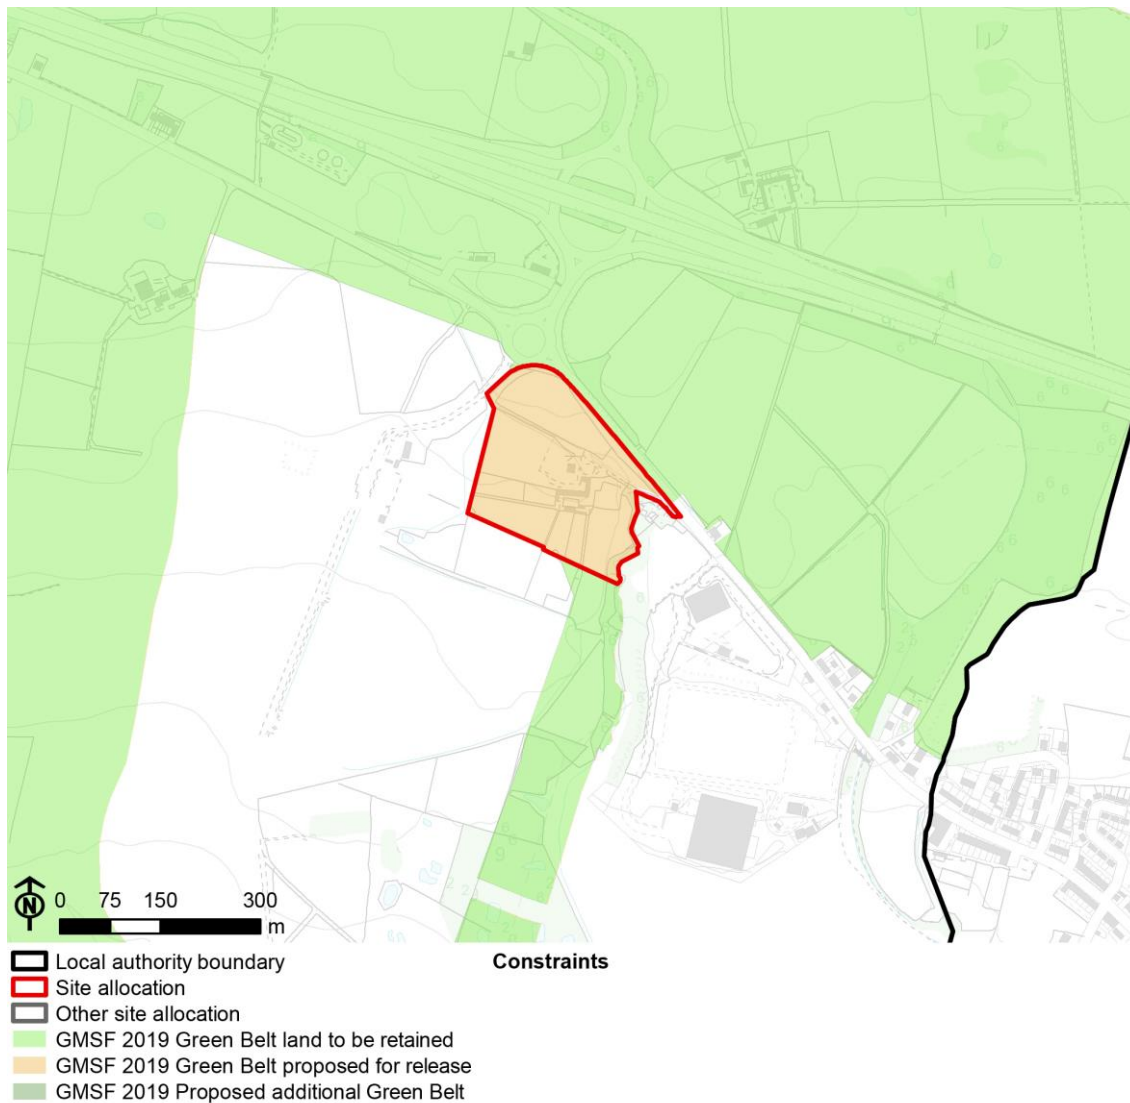 N
0 75 150 300
m
Local authority boundary
Constraints
Site allocation
Other site allocation
GMSF 2019 Green Belt land to be retained
GMSF 2019 Green Belt proposed for release
GMSF 2019 Proposed additional Green Belt